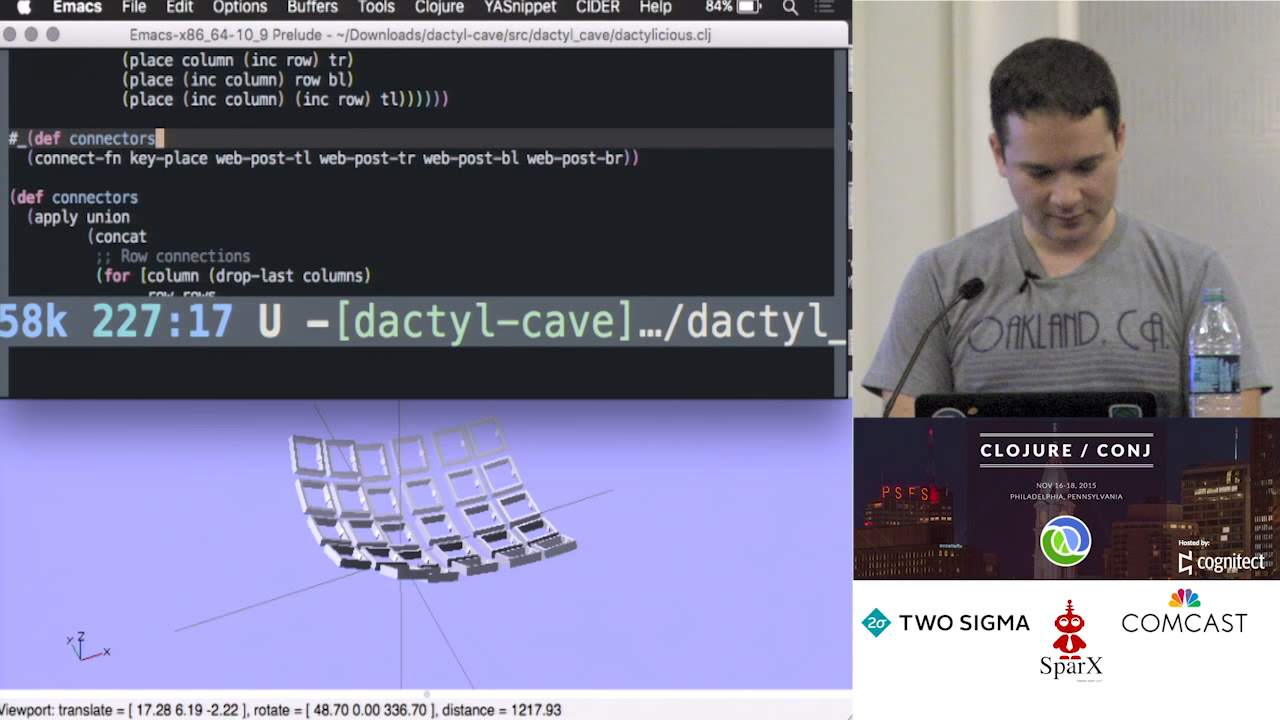 Emacs File Edit Options Buffers Tools Clojure YASnippet CIDER Help 84%
Emacs-x86_64-10_9 Prelude - ~/Downloads/dactyl-cave/src/dactyl_cave/dactylicious.clj
(place column (inc row) tr)
(place (inc column) row bl)
(place (inc column) (inc row) tl))))))
#_(def connectors
(connect-fn key-place web-post-tl web-post-tr web-post-bl web-post-br))
(def connectors
(apply union
(concat
;; Row connections
(for [column (drop-last columns)
row rows
58k 227:17 U -[dactyl-cave]…/dactyl_
Z
Y
X
Viewport: translate = [ 17.28 6.19 -2.22 ], rotate = [ 48.70 0.00 336.70 ], distance = 1217.93
OAKLAND, CA.
CLOJURE / CONJ
NOV 16-18, 2015
PHILADELPHIA, PENNSYLVANIA
PSFS
Hosted by:
cognitect
2σ TWO SIGMA
SparX
COMCAST